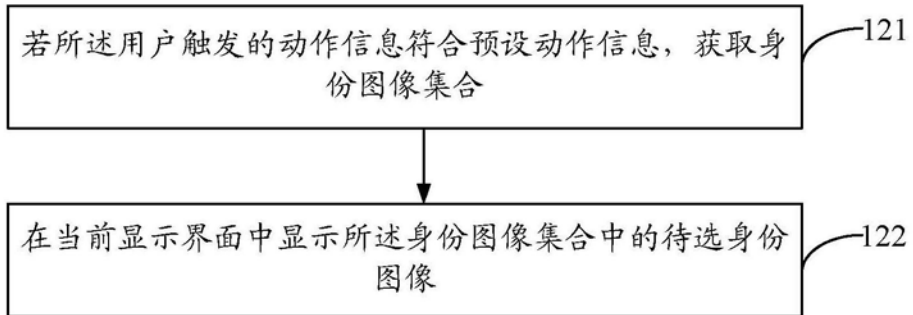 若所述用户触发的动作信息符合预设动作信息，获取身
份图像集合
121
在当前显示界面中显示所述身份图像集合中的待选身份
图像
122